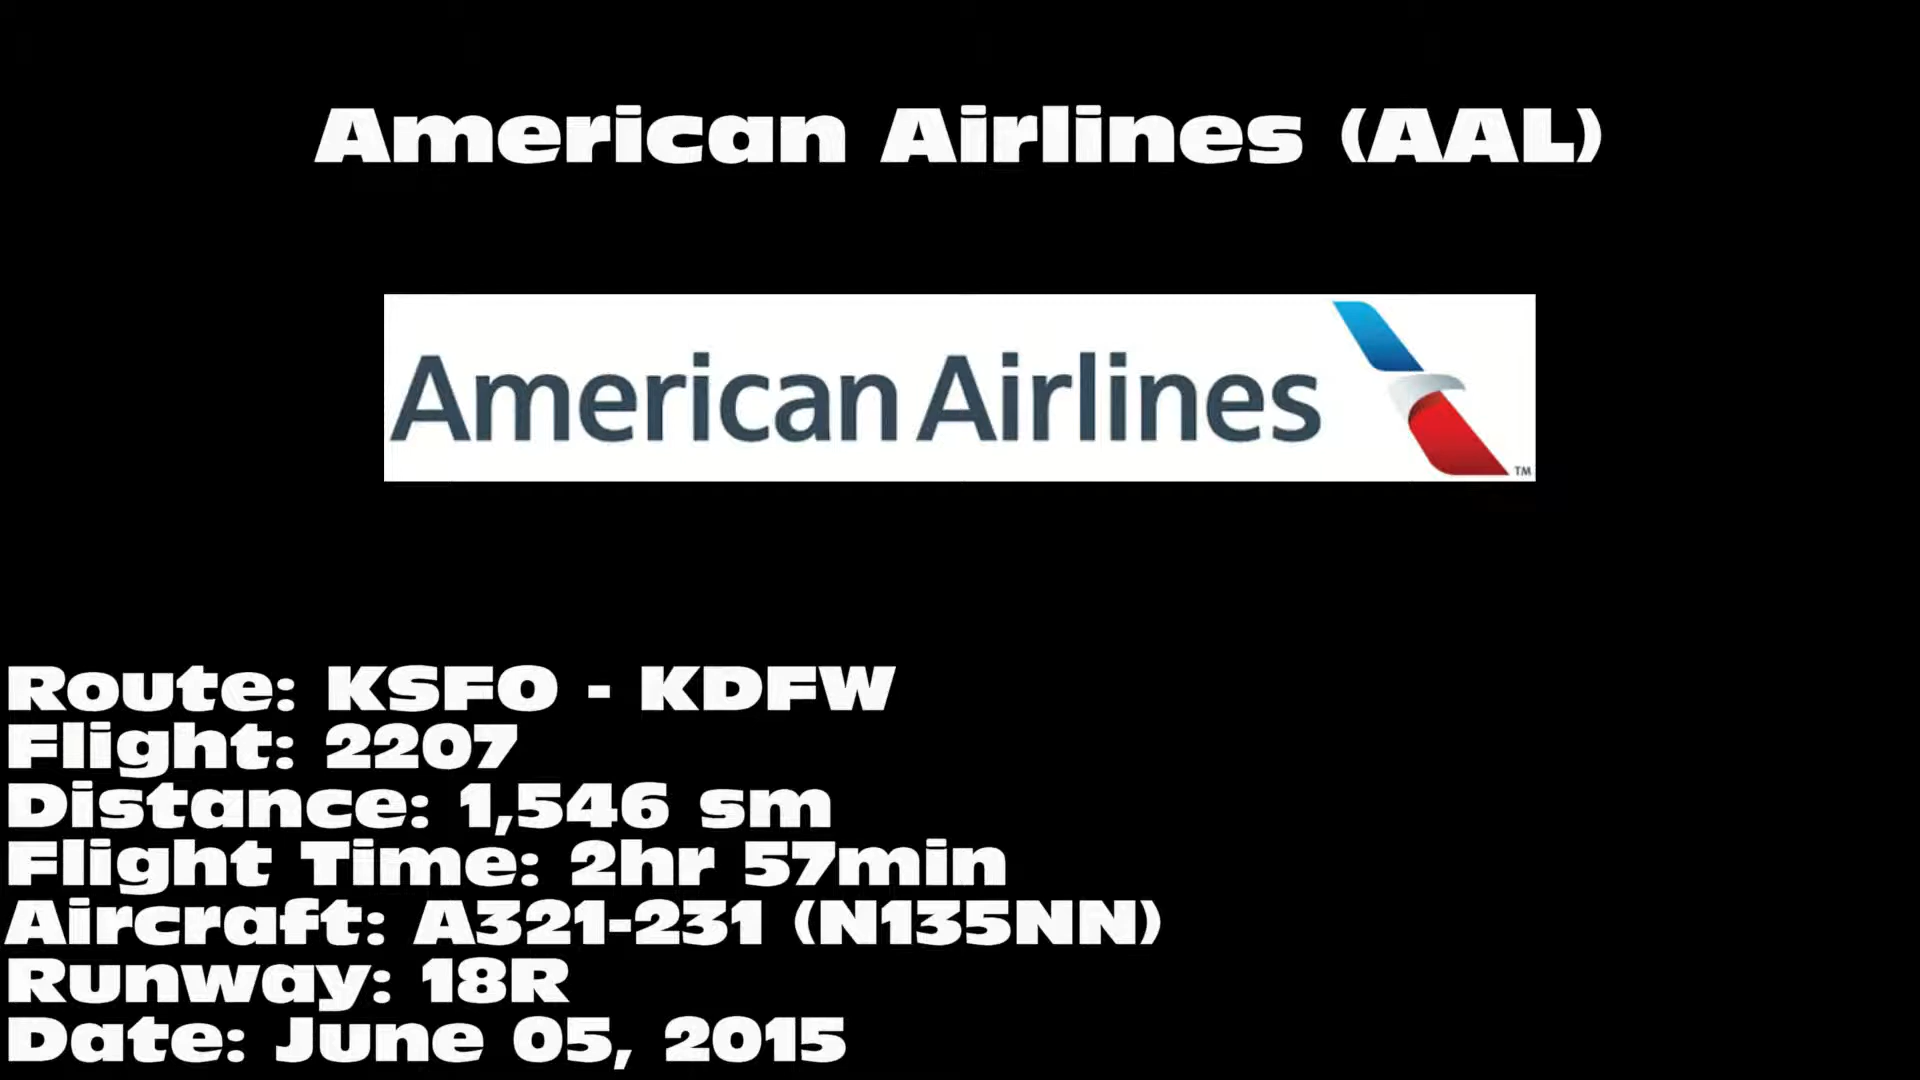 American Airlines (AAL)
American Airlines
TM
Route: KSFO - KDFW
Flight: 2207
Distance: 1,546 sm
Flight Time: 2hr 57min
Aircraft: A321-231 (N135NN)
Runway: 18R
Date: June 05, 2015